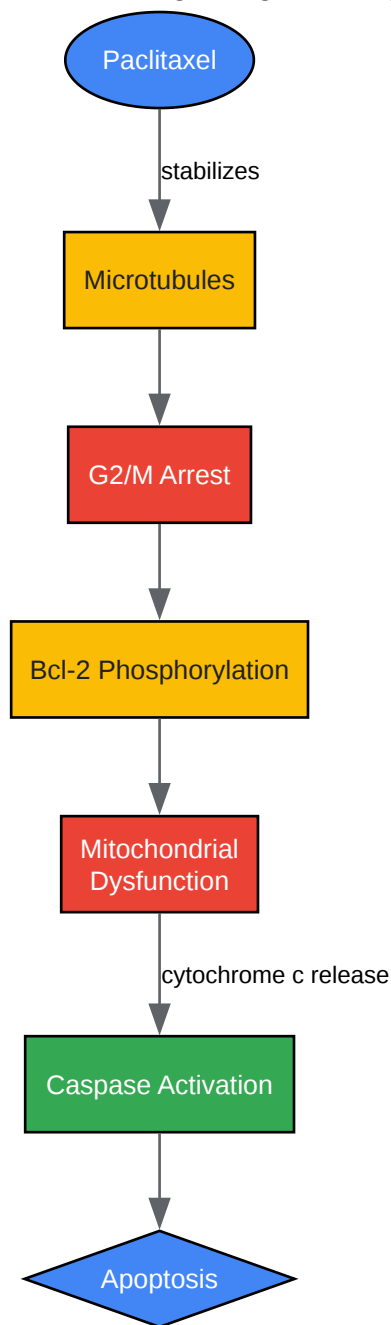 Paclitaxel
stabilizes
Microtubules
G2/M Arrest
Bcl-2 Phosphorylation
Mitochondrial
Dysfunction
cytochrome c release
Caspase Activation
Apoptosis